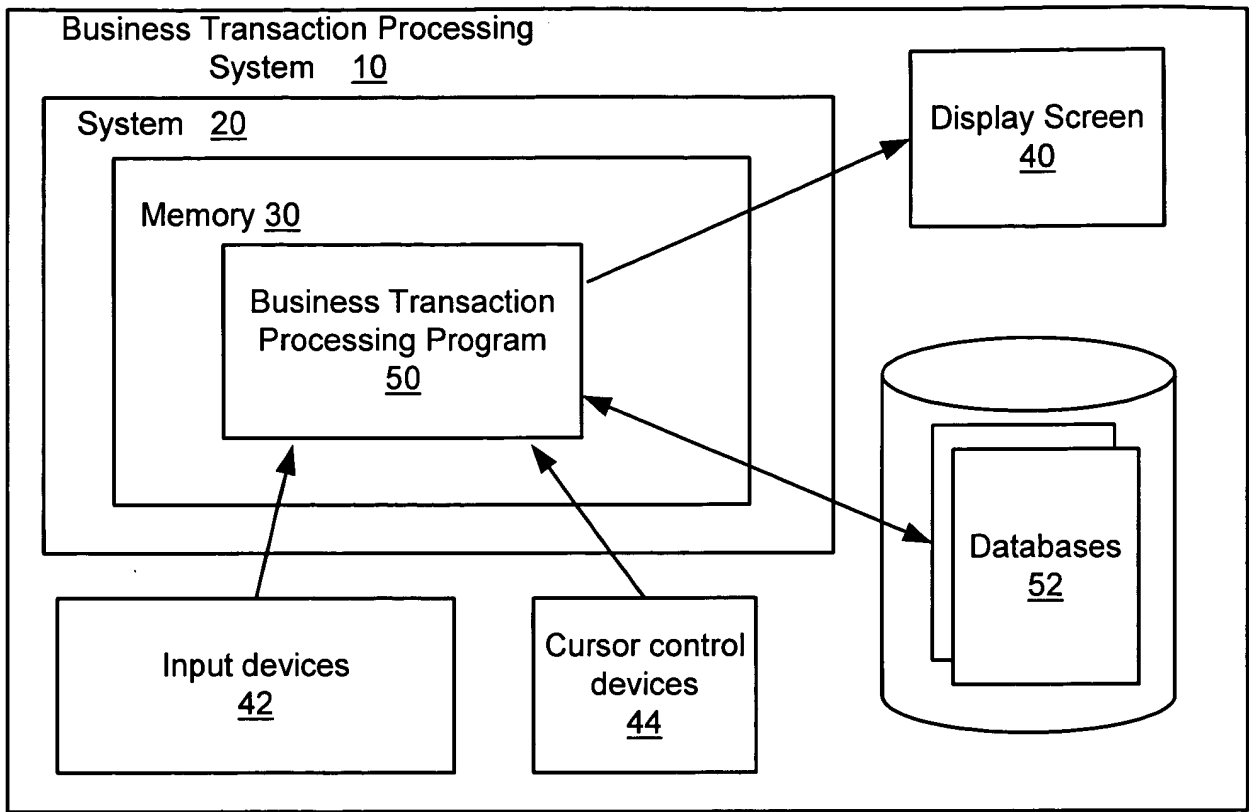 Business Transaction Processing
System 10
System 20
Memory 30
Business Transaction
Processing Program
50
Display Screen
40
Databases
52
Input devices
42
Cursor control
devices
44